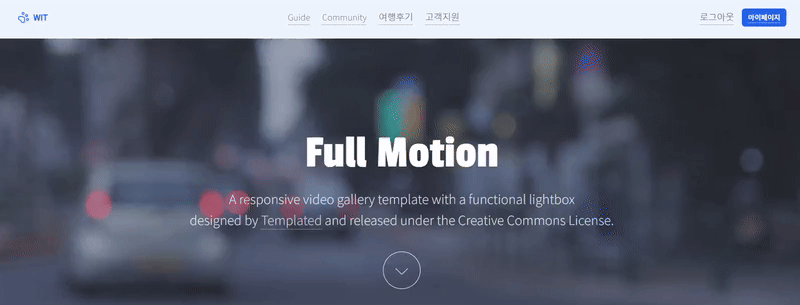 WIT
Guide Community 여행후기 고객지원
로그아웃 마이페이지
Full Motion
A responsive video gallery template with a functional lightbox
designed by Templated and released under the Creative Commons License.